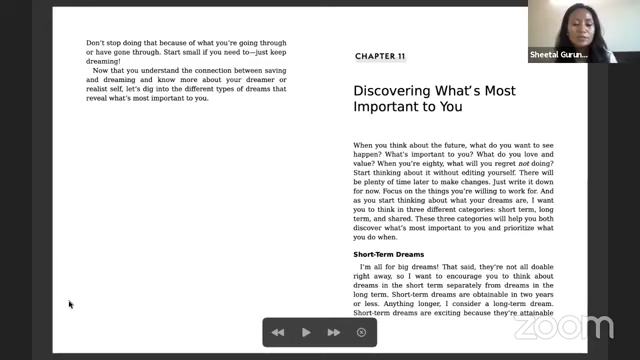 Don't stop doing that because of what you're going through
or have gone through. Start small if you need to—just keep
dreaming!
Now that you understand the connection between saving
and dreaming and know more about your dreamer or
realist self, let's dig into the different types of dreams that
reveal what's most important to you.
CHAPTER 11
Discovering What's Most
Important to You
When you think about the future, what do you want to see
happen? What's important to you? What do you love and
value? When you're eighty, what will you regret not doing?
Start thinking about it without editing yourself. There will
be plenty of time later to make changes. Just write it down
for now. Focus on the things you're willing to work for. And
as you start thinking about what your dreams are, I want
you to think in three different categories: short term, long
term, and shared. These three categories will help you both
discover what's most important to you and prioritize what
you do when.
Short-Term Dreams
I'm all for big dreams! That said, they're not all doable
right away, so I want to encourage you to think about
dreams in the short term separately from dreams in the
long term. Short-term dreams are obtainable in two years
or less. Anything longer, I consider a long-term dream.
Short-term dreams are exciting because they're attainable
Sheetal Gurun...
zoom